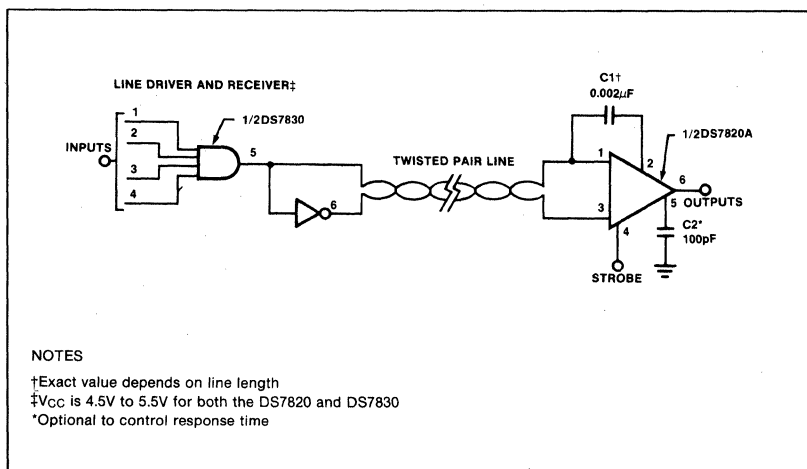 LINE DRIVER AND RECEIVER‡
1/2DS7830
INPUTS
1
2
3
4
5
6
TWISTED PAIR LINE
C1†
0.002μF
1/2DS7820A
1
2
3
4
5
6
OUTPUTS
C2*
100pF
STROBE
NOTES
†Exact value depends on line length
‡VCC is 4.5V to 5.5V for both the DS7820 and DS7830
*Optional to control response time